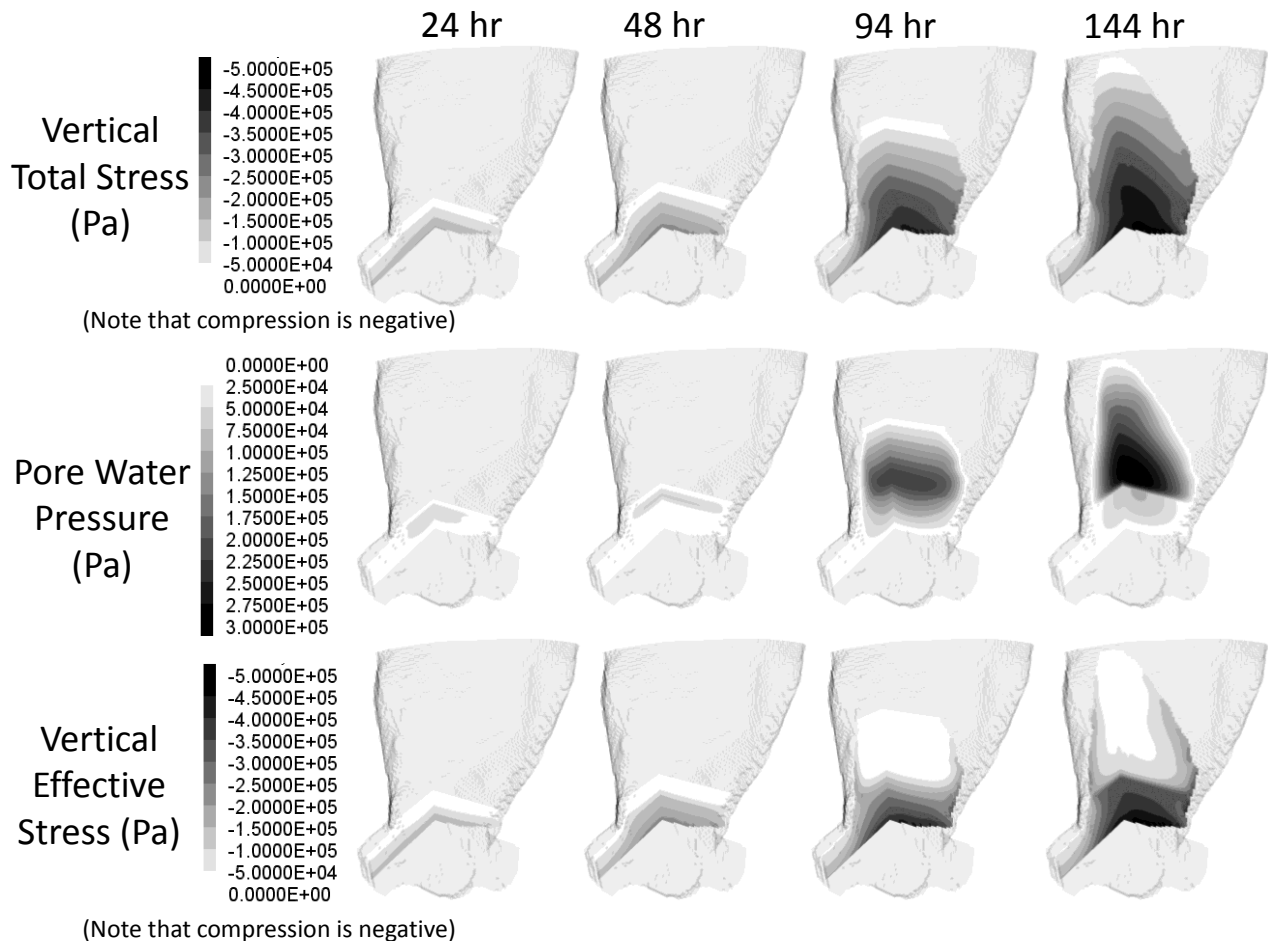 24 hr 48 hr 94 hr 144 hr
Vertical
Total Stress
(Pa)
-5.0000E+05
-4.5000E+05
-4.0000E+05
-3.5000E+05
-3.0000E+05
-2.5000E+05
-2.0000E+05
-1.5000E+05
-1.0000E+05
-5.0000E+04
0.0000E+00
(Note that compression is negative)
Pore Water
Pressure
(Pa)
0.0000E+00
2.5000E+04
5.0000E+04
7.5000E+04
1.0000E+05
1.2500E+05
1.5000E+05
1.7500E+05
2.0000E+05
2.2500E+05
2.5000E+05
2.7500E+05
3.0000E+05
Vertical
Effective
Stress (Pa)
-5.0000E+05
-4.5000E+05
-4.0000E+05
-3.5000E+05
-3.0000E+05
-2.5000E+05
-2.0000E+05
-1.5000E+05
-1.0000E+05
-5.0000E+04
0.0000E+00
(Note that compression is negative)